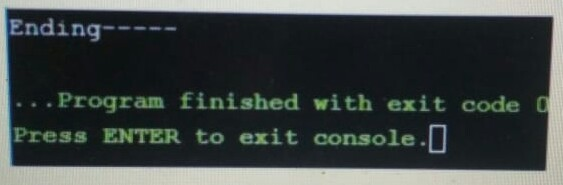 Ending-----
...Program finished with exit code 0
Press ENTER to exit console.